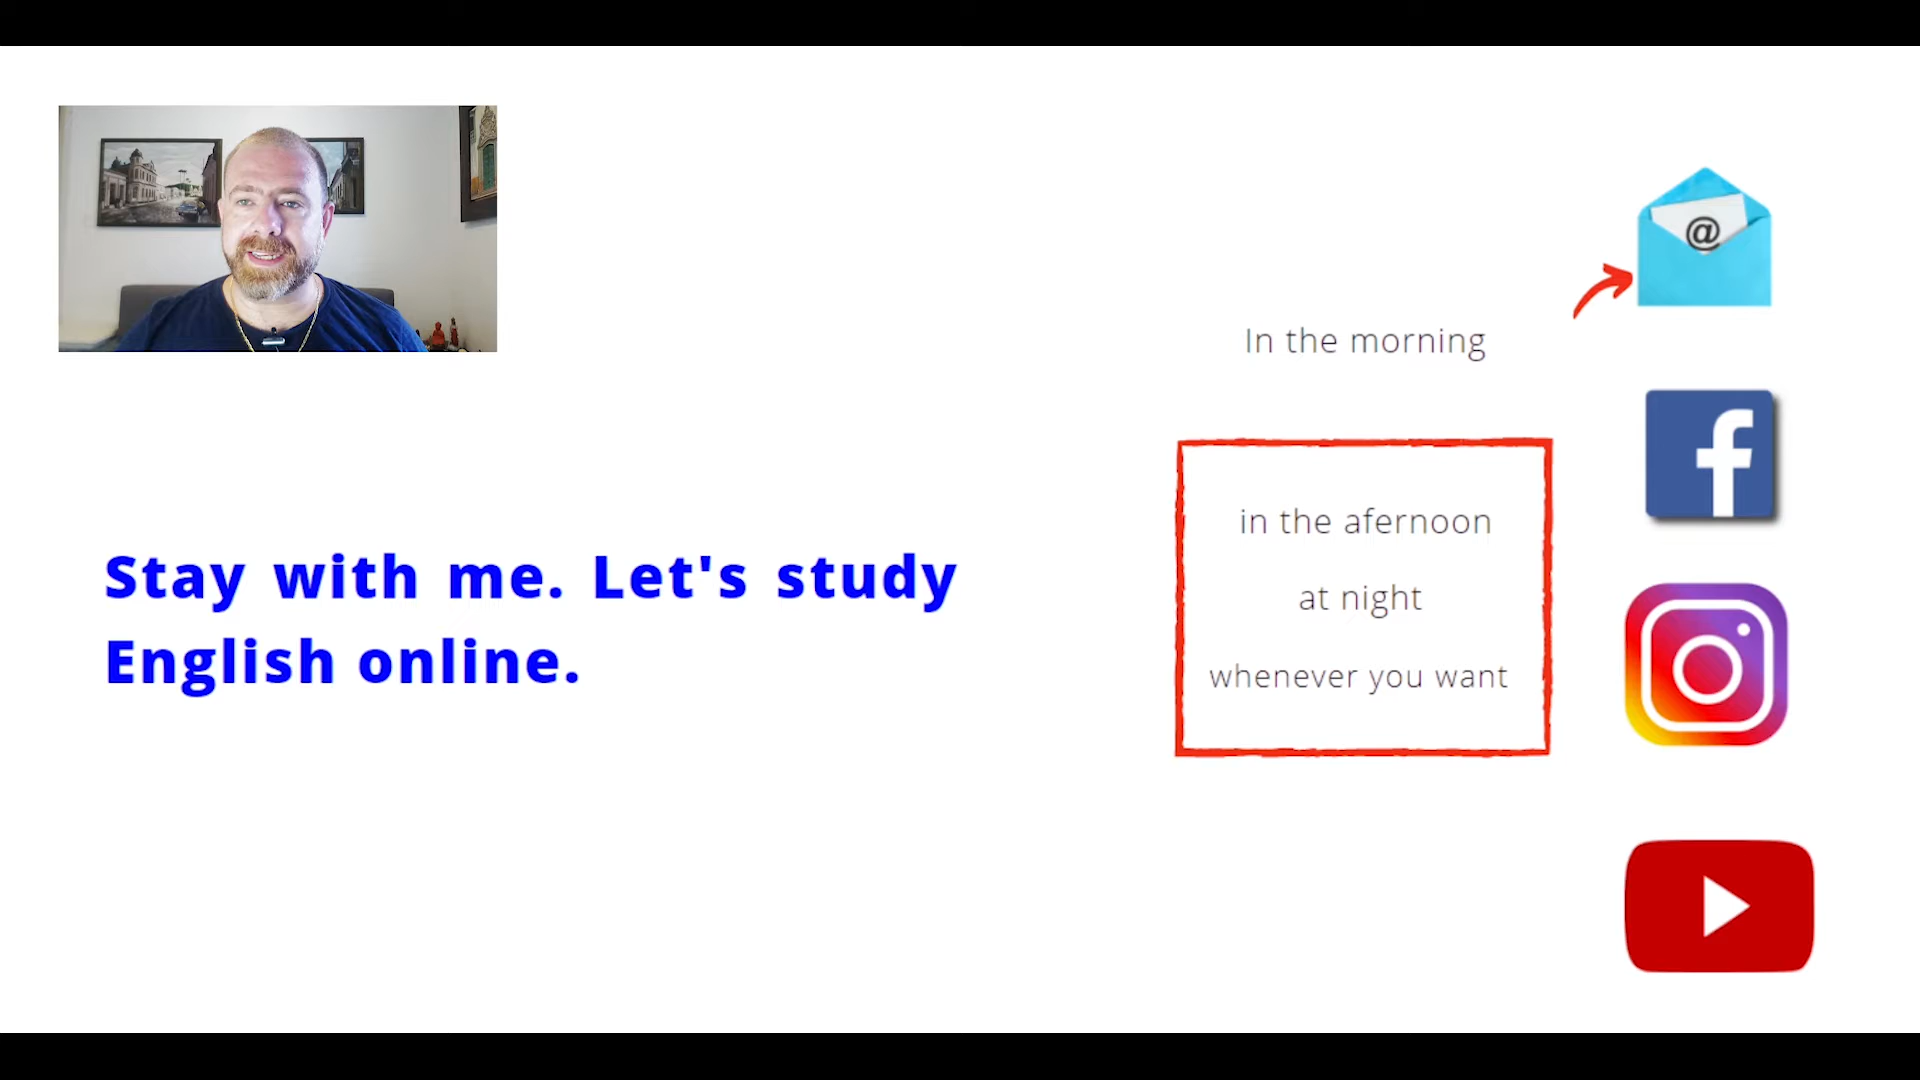 @
In the morning
f
in the afernoon
at night
whenever you want
Stay with me. Let's study
English online.